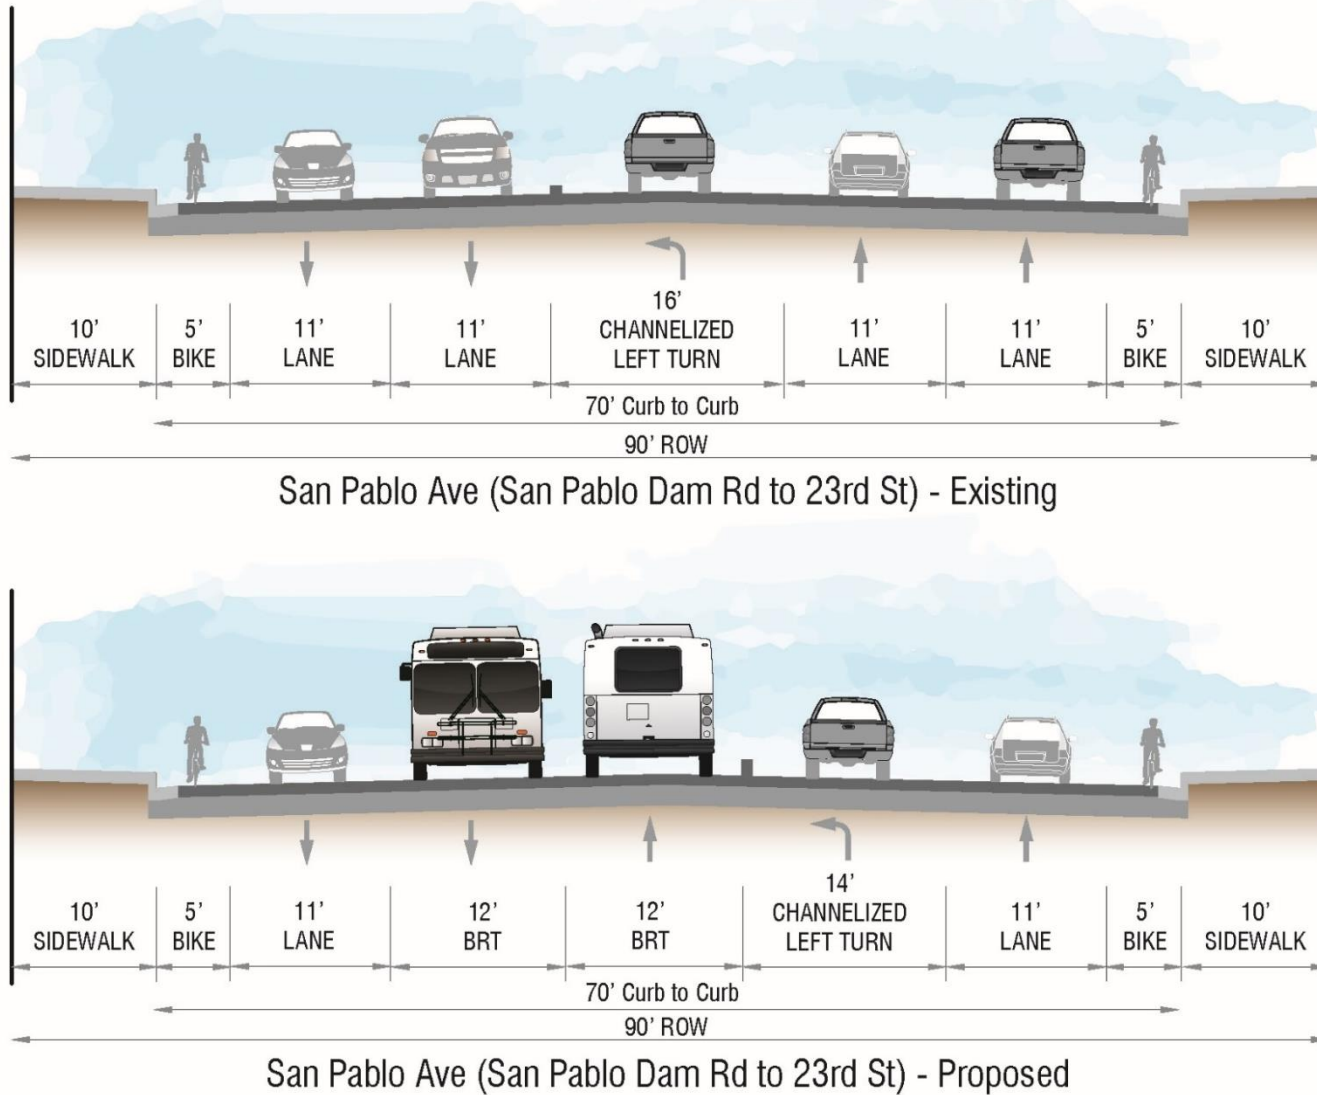 10’ SIDEWALK
5’ BIKE
11’ LANE
11’ LANE
16’ CHANNELIZED LEFT TURN
11’ LANE
11’ LANE
5’ BIKE
10’ SIDEWALK
70’ Curb to Curb
90’ ROW
San Pablo Ave (San Pablo Dam Rd to 23rd St) - Existing
10’ SIDEWALK
5’ BIKE
11’ LANE
12’ BRT
12’ BRT
14’ CHANNELIZED LEFT TURN
11’ LANE
5’ BIKE
10’ SIDEWALK
70’ Curb to Curb
90’ ROW
San Pablo Ave (San Pablo Dam Rd to 23rd St) - Proposed